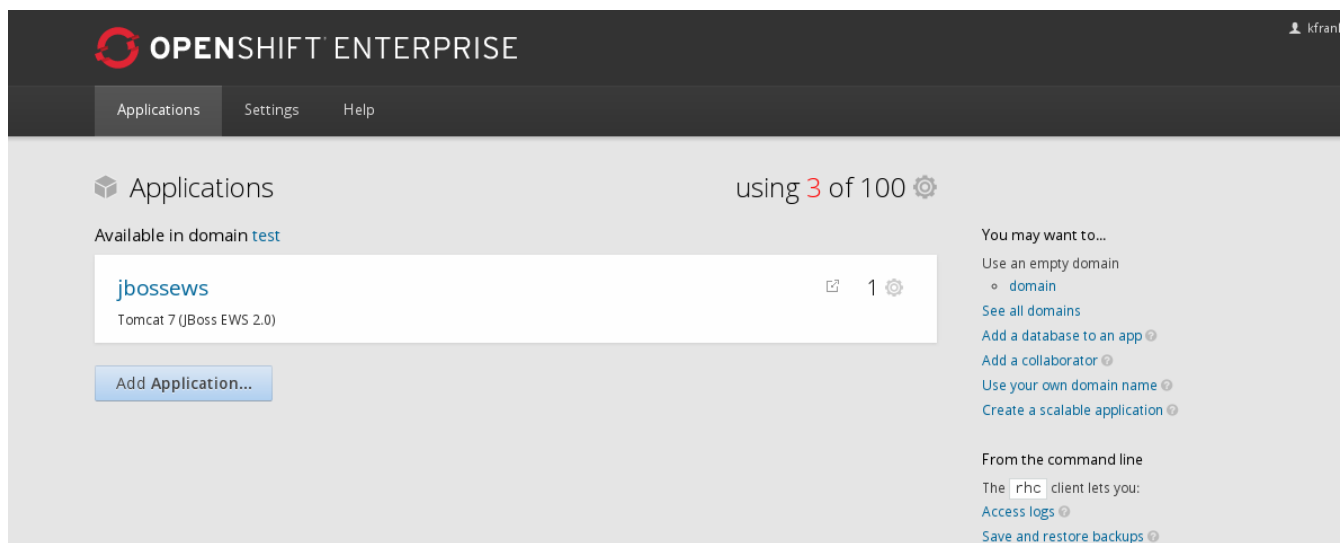 OPENSHIFT ENTERPRISE
Applications
Settings
Help
Applications
using 3 of 100
Available in domain test
jbossews
1
Tomcat 7 (JBoss EWS 2.0)
Add Application...
You may want to...
Use an empty domain
domain
See all domains
Add a database to an app
Add a collaborator
Use your own domain name
Create a scalable application
From the command line
The rhc client lets you:
Access logs
Save and restore backups